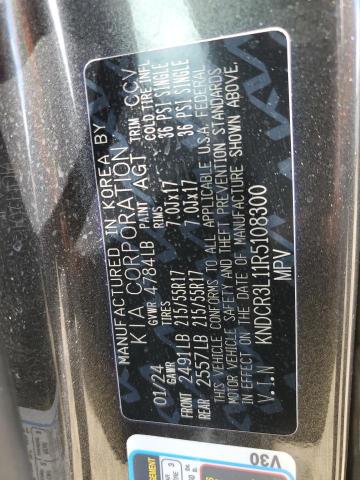 MANUFACTURED IN KOREA BY
KIA CORPORATION
GVWR 4784LB PAINT AGT TRIM CCV
01/24 GAWR TIRES RIMS COLD TIRE INFL
FRONT 2491LB 215/55R17 7.0JX17 36 PSI SINGLE
REAR 2557LB 215/55R17 7.0JX17 36 PSI SINGLE
THIS VEHICLE CONFORMS TO ALL APPLICABLE U.S.A. FEDERAL
MOTOR VEHICLE SAFETY AND THEFT PREVENTION STANDARDS
IN EFFECT ON THE DATE OF MANUFACTURE SHOWN ABOVE.
V.I.N KNDCR3L11R5108300
MPV
V30